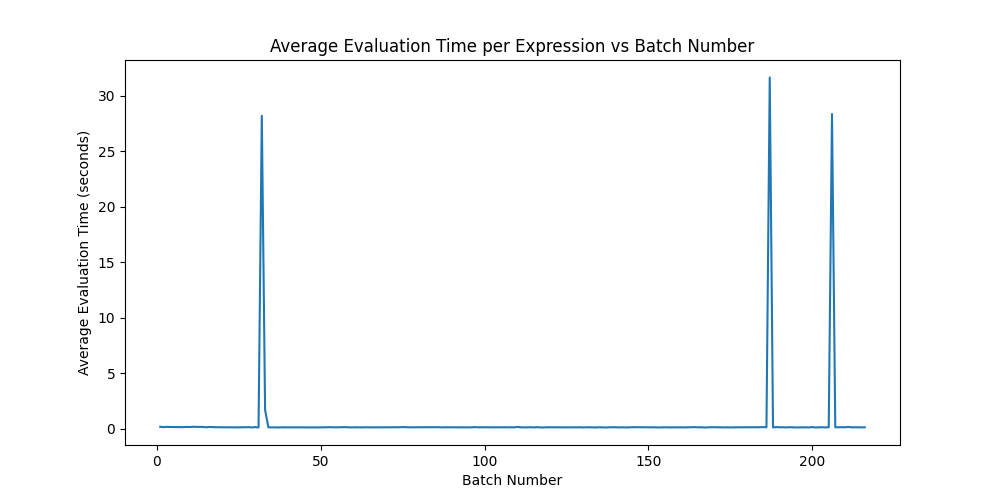 Average Evaluation Time per Expression vs Batch Number
Average Evaluation Time (seconds)
30
25
20
15
10
5
0
0 50 100 150 200
Batch Number